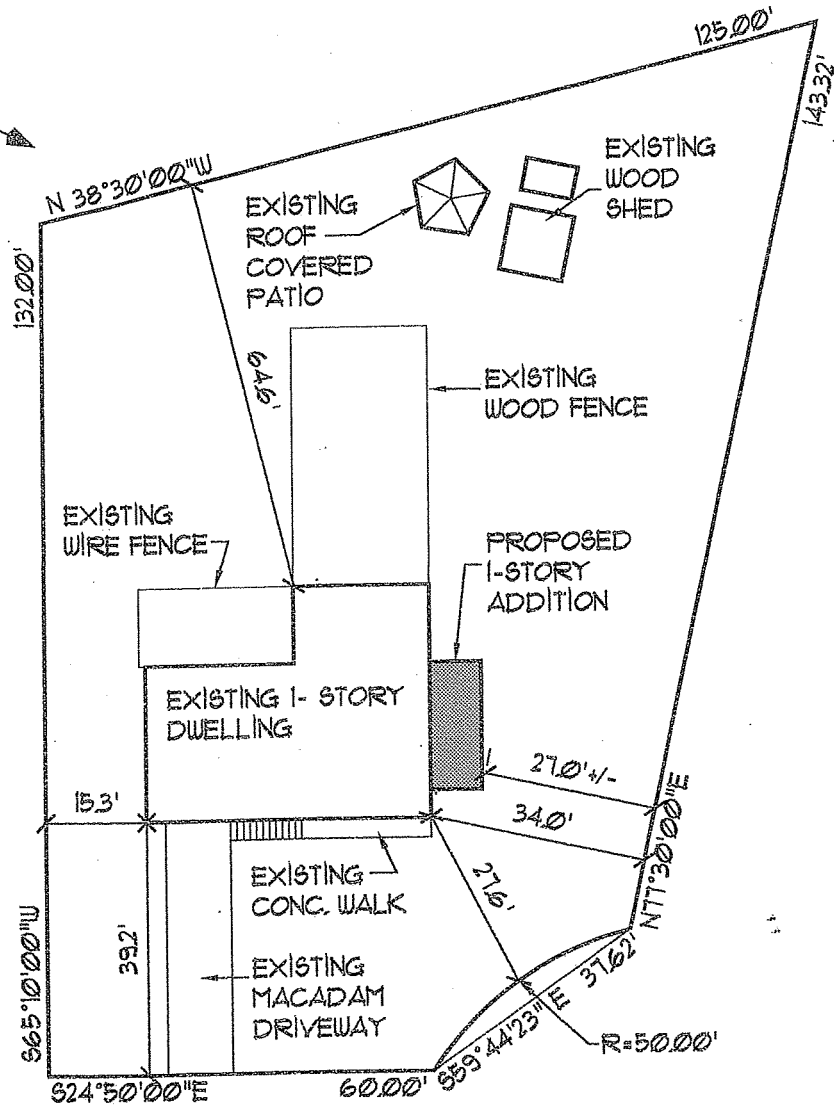 125.00'
143.32'
N 38°30'00"W
132.00'
EXISTING
ROOF
COVERED
PATIO
EXISTING
WOOD
SHED
64.6'
EXISTING
WOOD FENCE
EXISTING
WIRE FENCE
PROPOSED
1-STORY
ADDITION
EXISTING 1- STORY
DWELLING
27.0'+/-
15.3'
34.0'
N77°30'00"E
27.6'
EXISTING
CONC. WALK
39.2'
S65°10'00"W
EXISTING
MACADAM
DRIVEWAY
37.62'
S59°44'23" E
R=50.00'
S24°50'00"E
60.00'